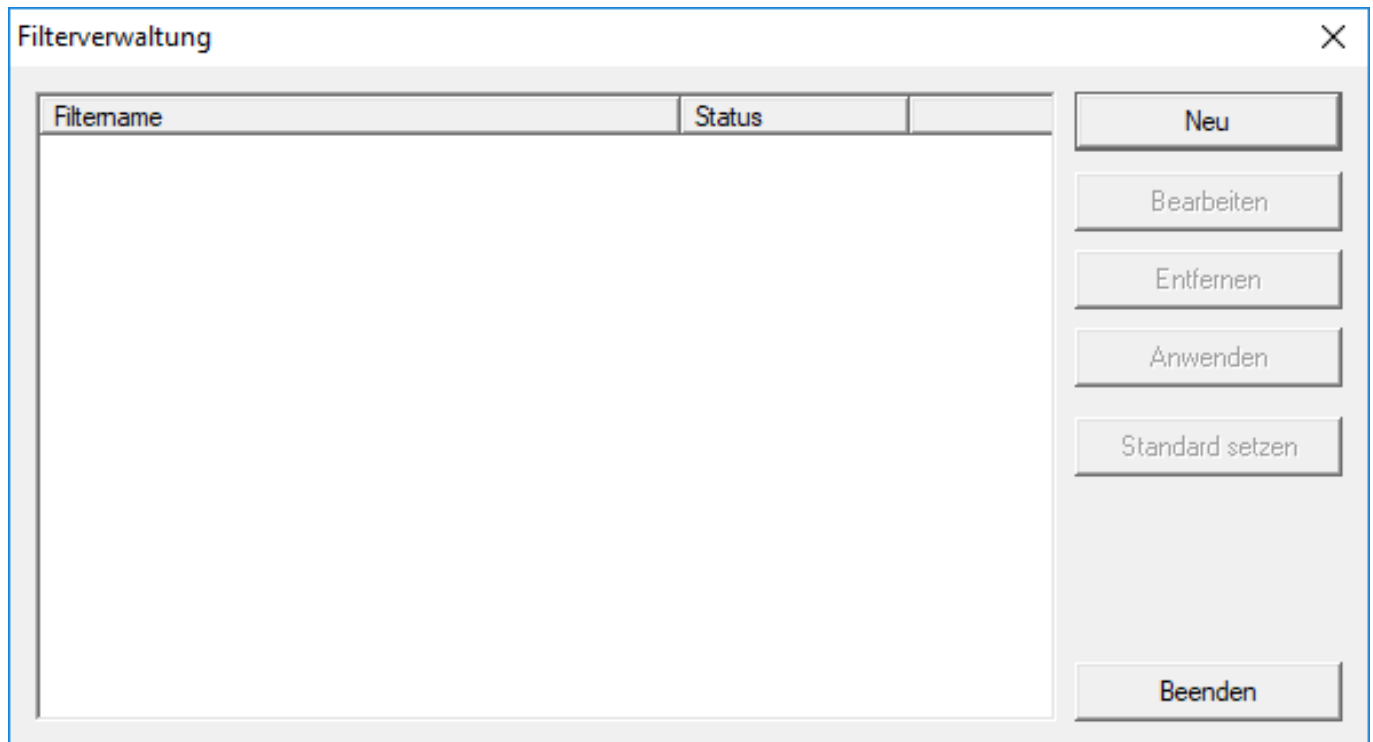 Filterverwaltung
Filtername Status
Neu
Bearbeiten
Entfernen
Anwenden
Standard setzen
Beenden